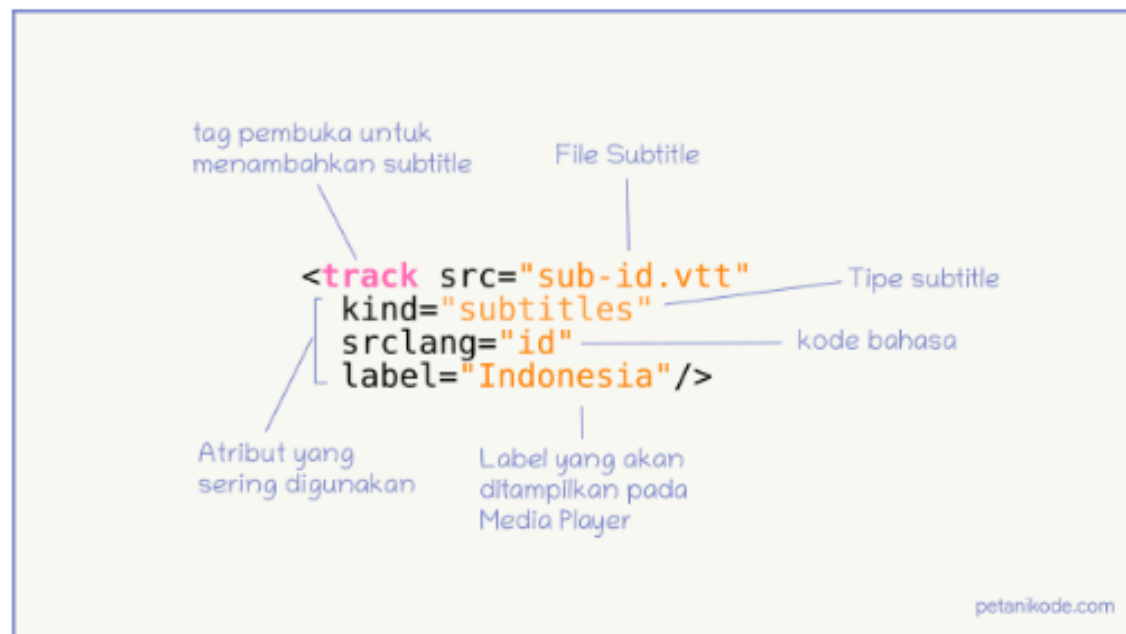 tag pembuka untuk
menambahkan subtitle
File Subtitle
<track src="sub-id.vtt"
kind="subtitles"
srclang="id"
label="Indonesia"/>
Tipe subtitle
kode bahasa
Atribut yang
sering digunakan
Label yang akan
ditampilkan pada
Media Player
petanikode.com